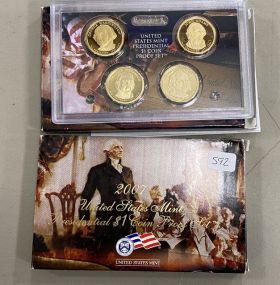 UNITED
STATES MINT
PRESIDENTIAL
$1 COIN
PROOF SET
592
2007
United States Mint
Presidential $1 Coin Proof Set
UNITED STATES MINT